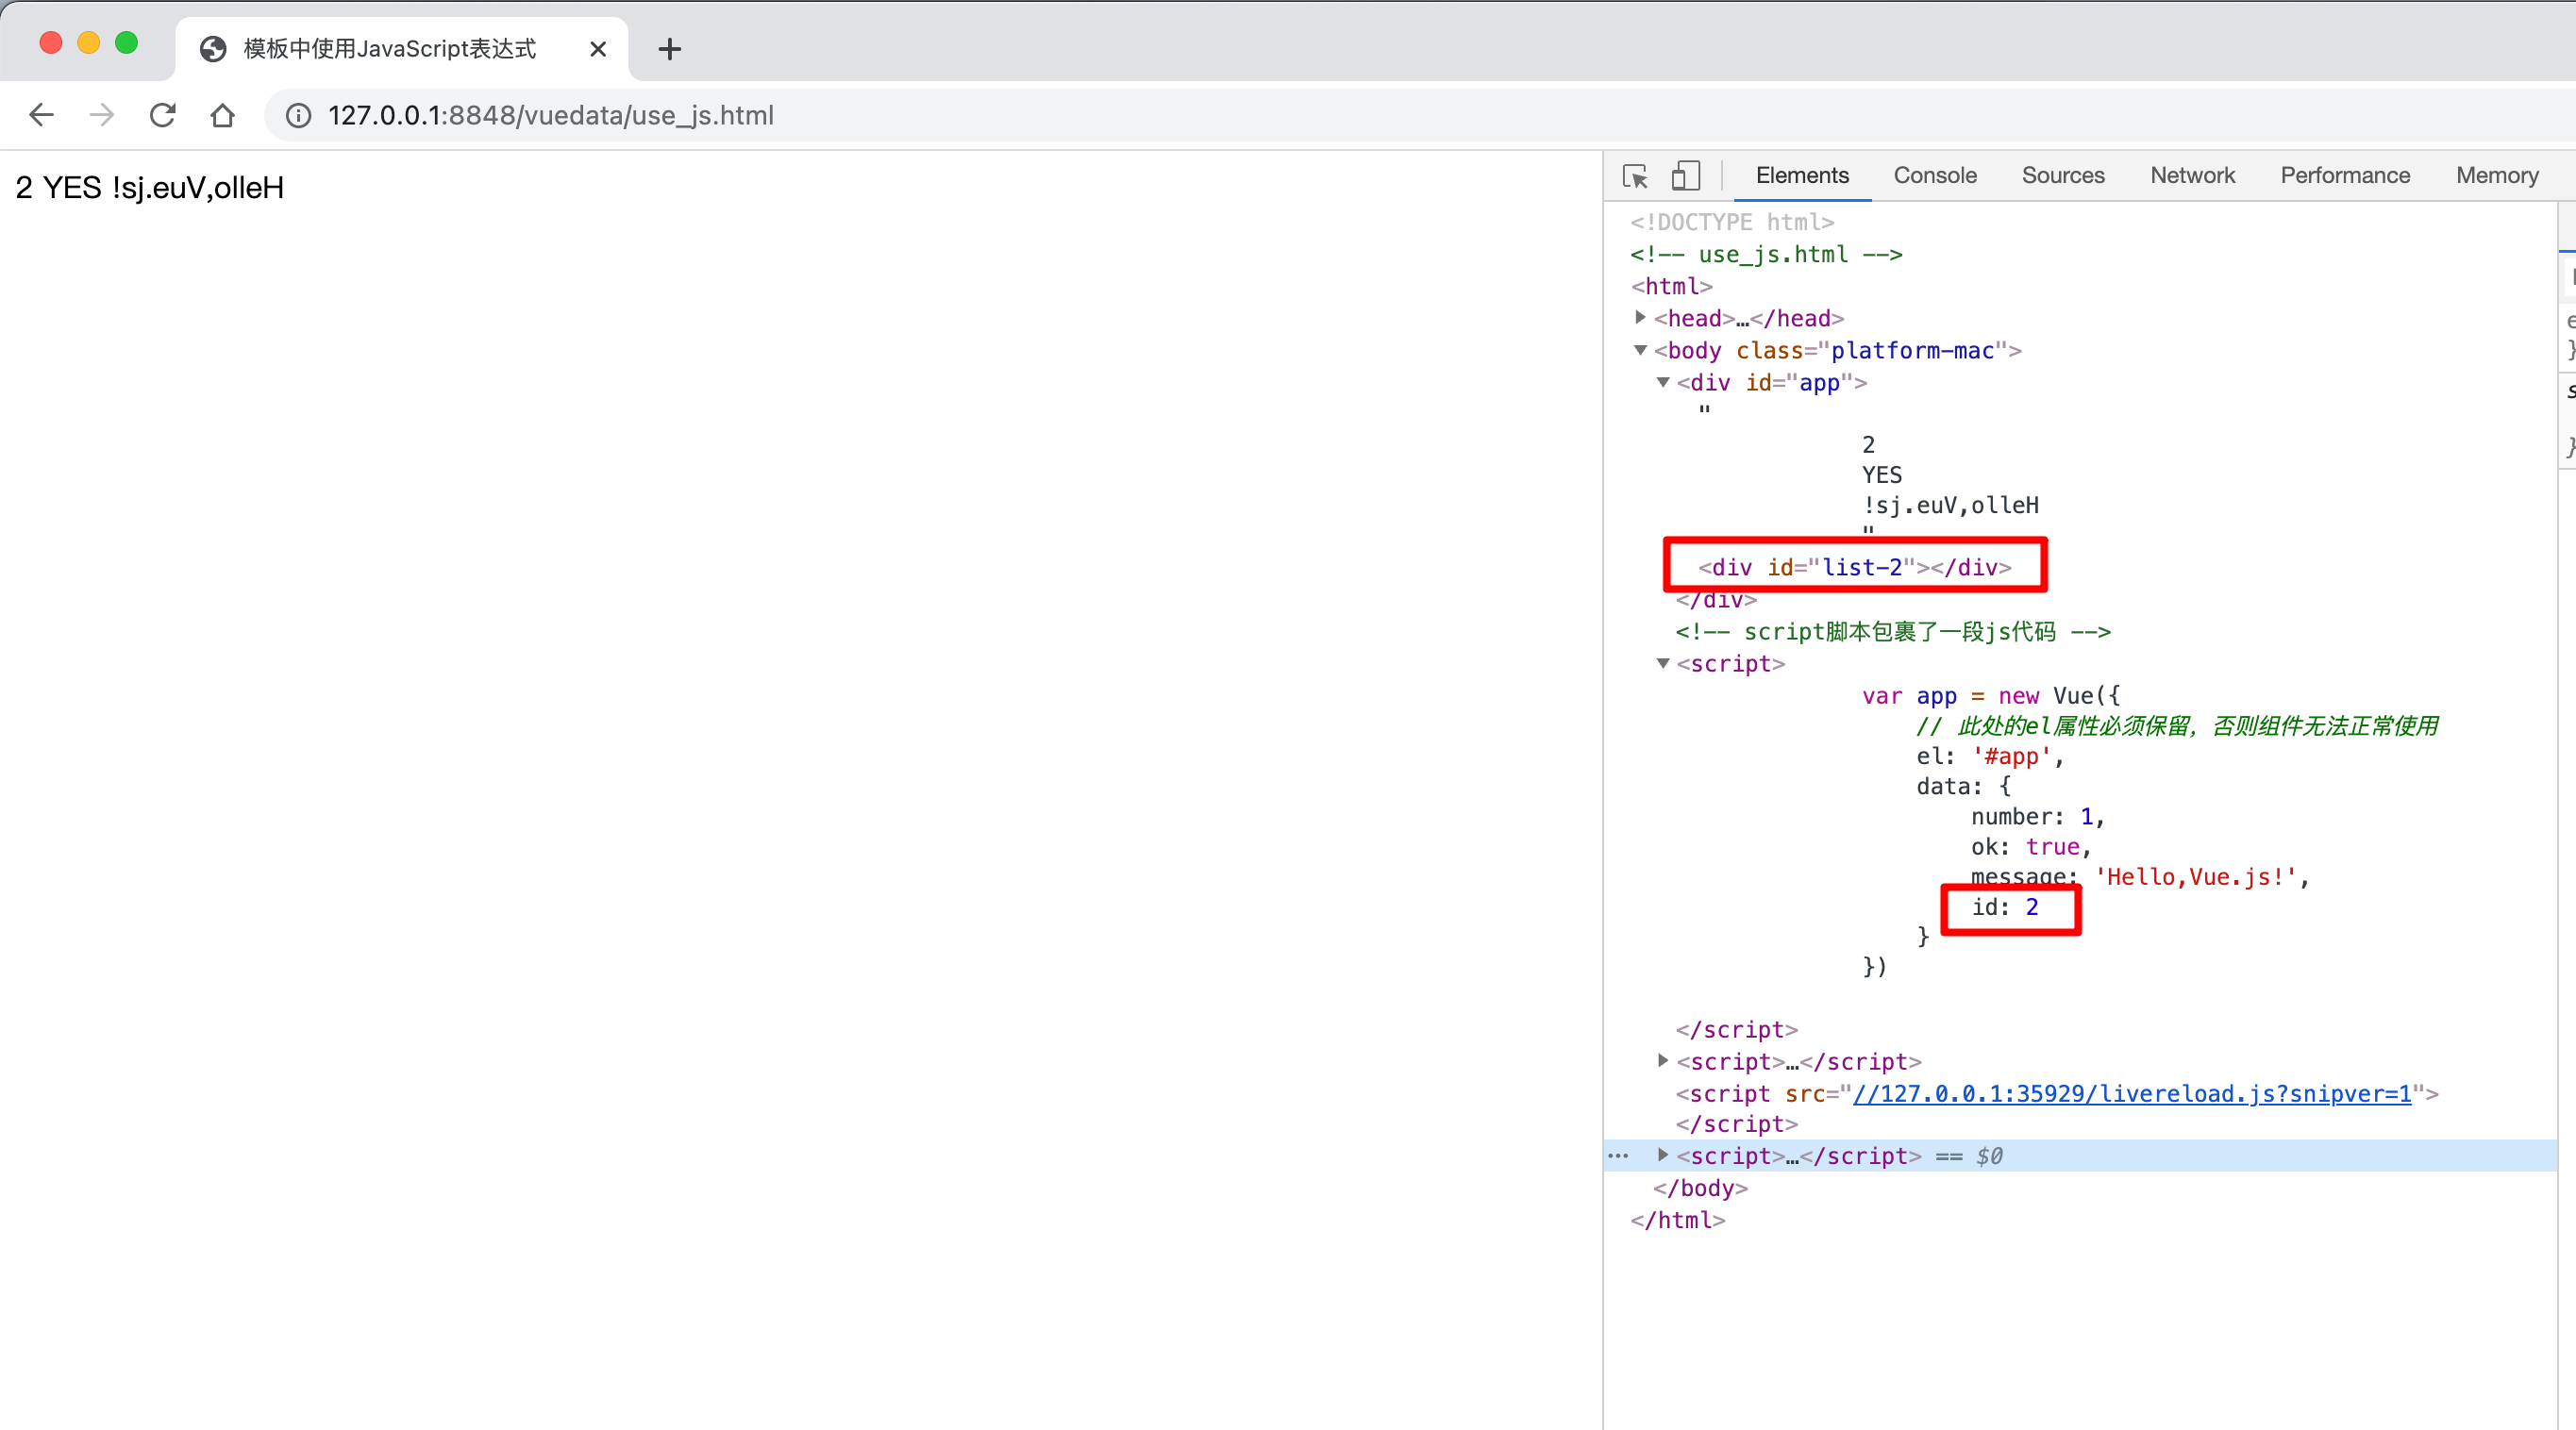 模板中使用JavaScript表达式
127.0.0.1:8848/vuedata/use_js.html
2 YES !sj.euV,olleH
Elements Console Sources Network Performance Memory
<!DOCTYPE html>
<!-- use_js.html -->
<html>
<head>…</head>
<body class="platform-mac">
<div id="app">
"
2
YES
!sj.euV,olleH
"
<div id="list-2"></div>
</div>
<!-- script脚本包裹了一段js代码 -->
<script>
var app = new Vue({
// 此处的el属性必须保留，否则组件无法正常使用
el: '#app',
data: {
number: 1,
ok: true,
message: 'Hello,Vue.js!',
id: 2
}
})
</script>
<script>…</script>
<script src="//127.0.0.1:35929/livereload.js?snipver=1">
</script>
<script>…</script> == $0
</body>
</html>